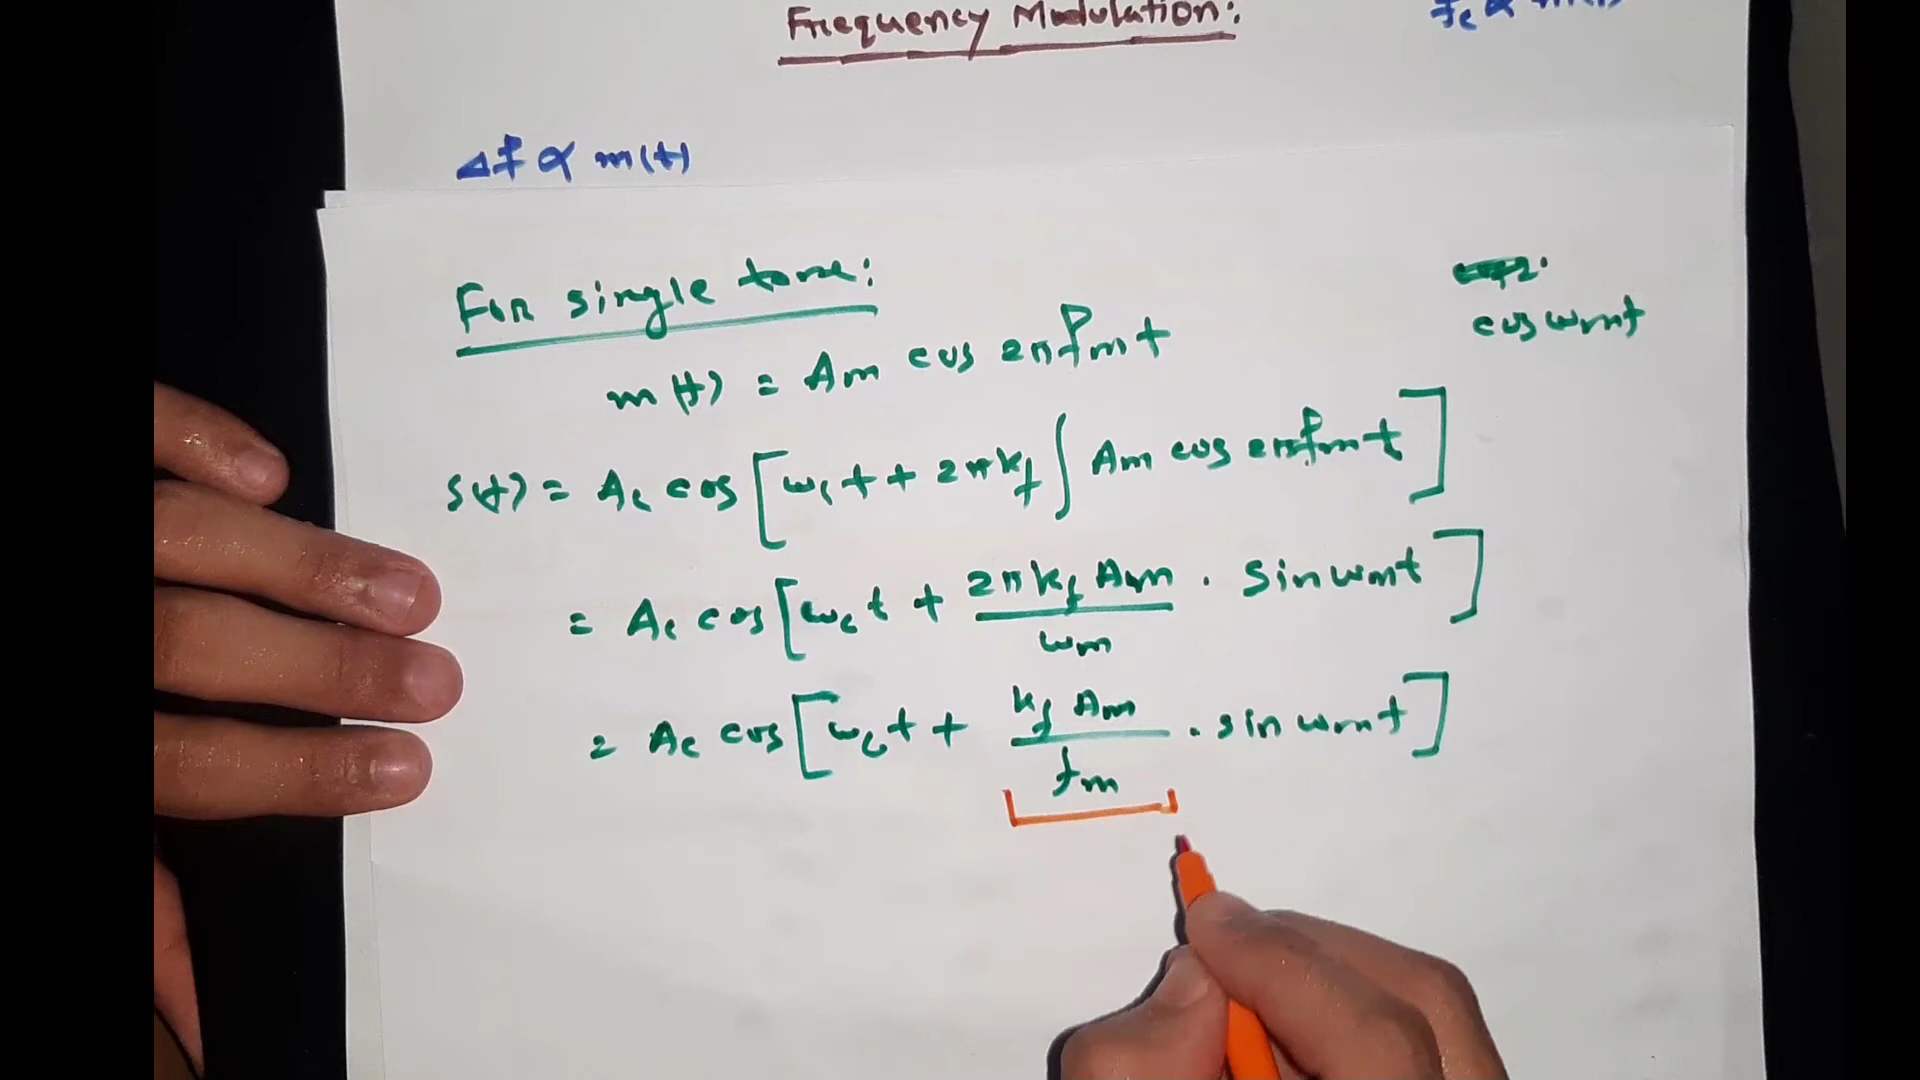 Frequency Modulation:
Δf ∝ m(t)
For single tone:
m(t) = Am cos 2πfmt
cos ωmt
s(t) = Ac cos [ωct + 2πkf ∫ Am cos 2πfmt]
= Ac cos [ωct + 2πkf Am / ωm . sin ωmt]
= Ac cos [ωct + kf Am / fm . sin ωmt]